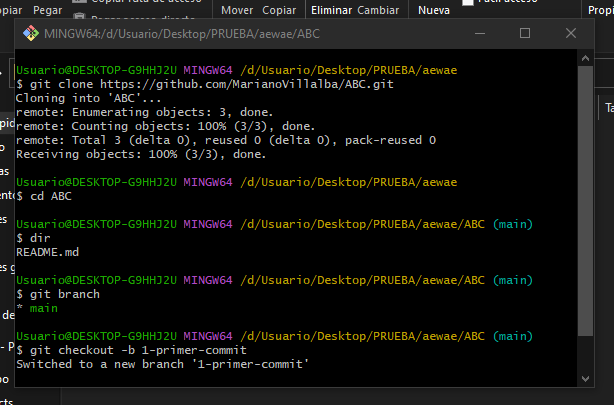 Copiar
Mover Copiar
Eliminar Cambiar
Nueva
MINGW64:/d/Usuario/Desktop/PRUEBA/aewae/ABC
Usuario@DESKTOP-G9HHJ2U MINGW64 /d/Usuario/Desktop/PRUEBA/aewae
$ git clone https://github.com/MarianoVillalba/ABC.git
Cloning into 'ABC'...
remote: Enumerating objects: 3, done.
remote: Counting objects: 100% (3/3), done.
remote: Total 3 (delta 0), reused 0 (delta 0), pack-reused 0
Receiving objects: 100% (3/3), done.
Usuario@DESKTOP-G9HHJ2U MINGW64 /d/Usuario/Desktop/PRUEBA/aewae
$ cd ABC
Usuario@DESKTOP-G9HHJ2U MINGW64 /d/Usuario/Desktop/PRUEBA/aewae/ABC (main)
$ dir
README.md
Usuario@DESKTOP-G9HHJ2U MINGW64 /d/Usuario/Desktop/PRUEBA/aewae/ABC (main)
$ git branch
* main
Usuario@DESKTOP-G9HHJ2U MINGW64 /d/Usuario/Desktop/PRUEBA/aewae/ABC (main)
$ git checkout -b 1-primer-commit
Switched to a new branch '1-primer-commit'